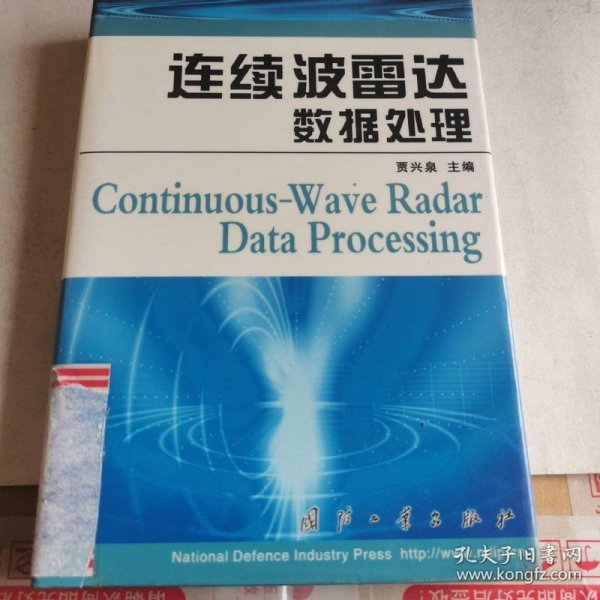 连续波雷达
数据处理
贾兴泉 主编
Continuous-Wave Radar
Data Processing
国防工业出版社
National Defence Industry Press http://www.
孔夫子旧书网
www.kongfz.com